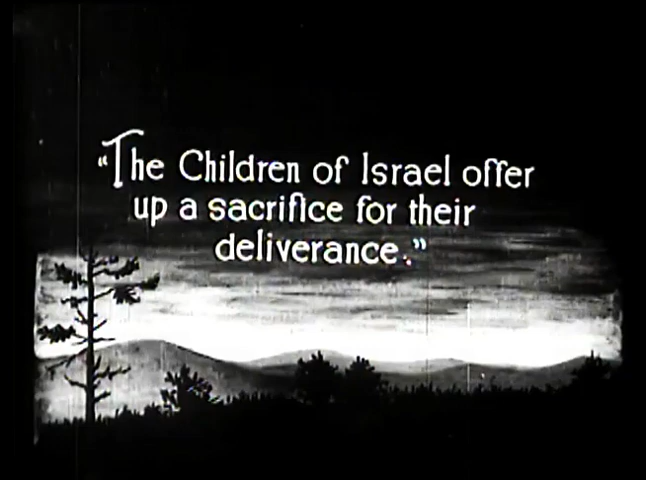 "The Children of Israel offer
up a sacrifice for their
deliverance."